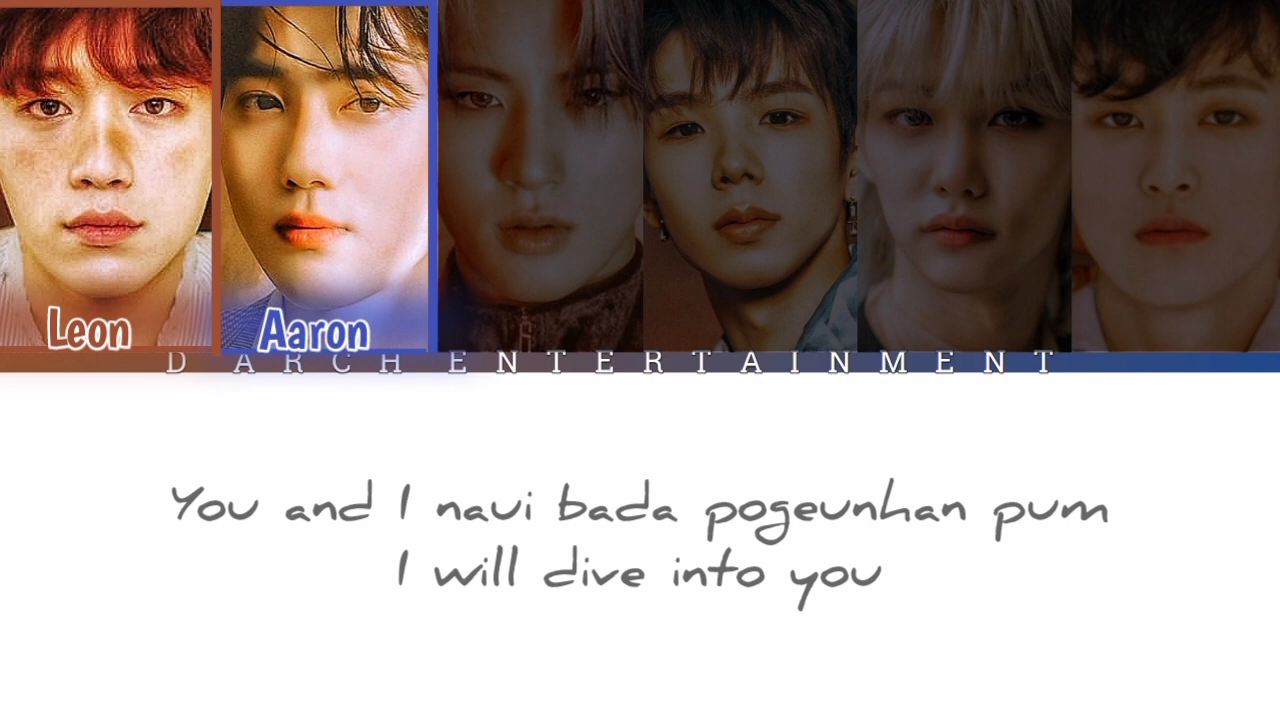 Leon
Aaron
D ARCH ENTERTAINMENT
You and I naui bada pogeunhan pum
I will dive into you